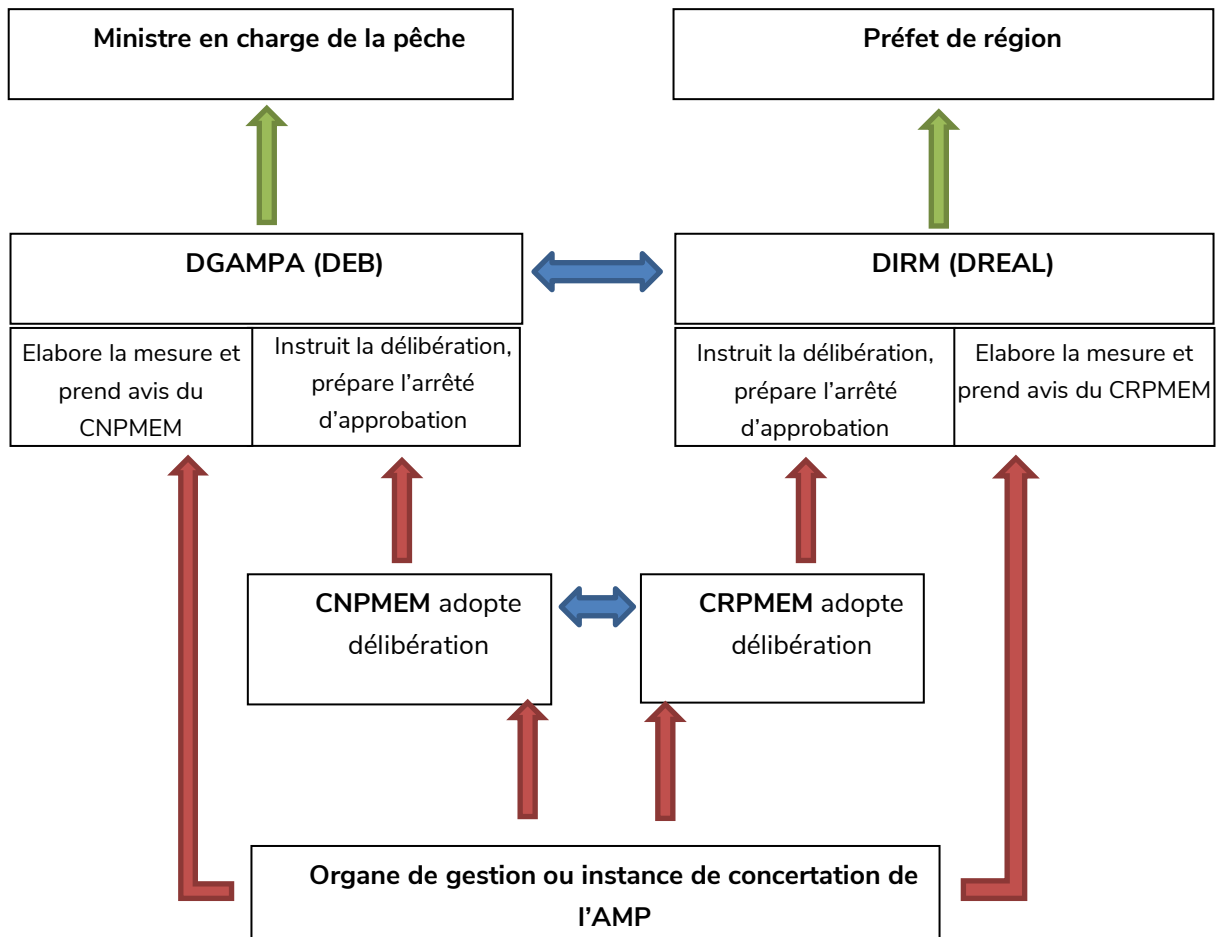 Ministre en charge de la pêche
Préfet de région
DGAMPA (DEB)
DIRM (DREAL)
Elabore la mesure et
prend avis du
CNPMEM
Instruit la délibération,
prépare l’arrêté
d’approbation
Instruit la délibération,
prépare l’arrêté
d’approbation
Elabore la mesure et
prend avis du CRPMEM
CNPMEM adopte
délibération
CRPMEM adopte
délibération
Organe de gestion ou instance de concertation de
l’AMP